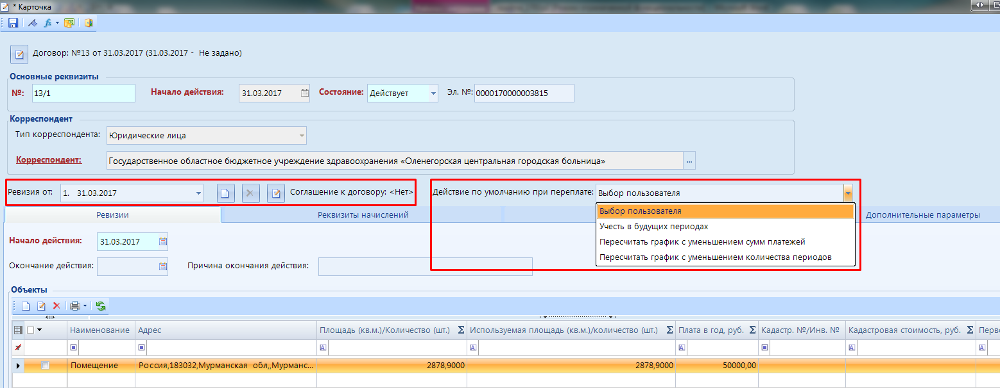 * Карточка
Договор: №13 от 31.03.2017 (31.03.2017 - Не задано)
Основные реквизиты
№: 13/1 Начало действия: 31.03.2017 Состояние: Действует Эл. №: 0000170000003815
Корреспондент
Тип корреспондента: Юридические лица
Корреспондент: Государственное областное бюджетное учреждение здравоохранения «Оленегорская центральная городская больница» ...
Ревизия от: 1. 31.03.2017 Соглашение к договору: <Нет> Действие по умолчанию при переплате: Выбор пользователя
Выбор пользователя
Учесть в будущих периодах
Пересчитать график с уменьшением сумм платежей
Пересчитать график с уменьшением количества периодов
Ревизии Реквизиты начислений Дополнительные параметры
Начало действия: 31.03.2017
Окончание действия: Причина окончания действия:
Объекты
Наименование Адрес Площадь (кв.м.)/Количество (шт.) Σ Используемая площадь (кв.м.)/количество (шт.) Σ Плата в год, руб. Σ Кадастр. №/Инв. № Кадастровая стоимость, руб. Σ Перво
Помещение Россия,183032,Мурманская обл,,Мурманс... 2878,9000 2878,9000 50000,00